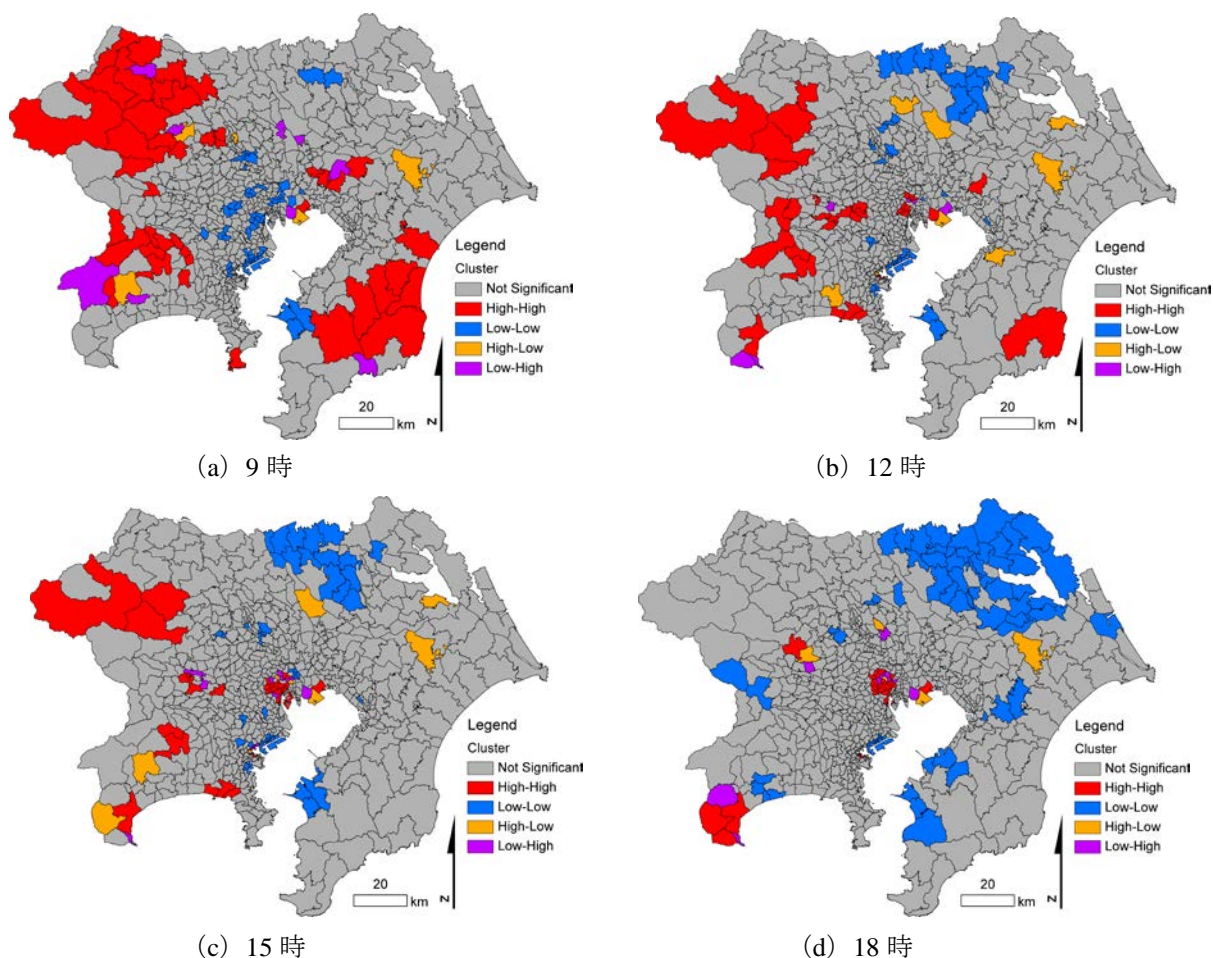 Legend
Cluster
Not Significant
High-High
Low-Low
High-Low
Low-High
20
km
N
(a) 9 時
Legend
Cluster
Not Significant
High-High
Low-Low
High-Low
Low-High
20
km
N
(b) 12 時
Legend
Cluster
Not Significant
High-High
Low-Low
High-Low
Low-High
20
km
N
(c) 15 時
Legend
Cluster
Not Significant
High-High
Low-Low
High-Low
Low-High
20
km
N
(d) 18 時